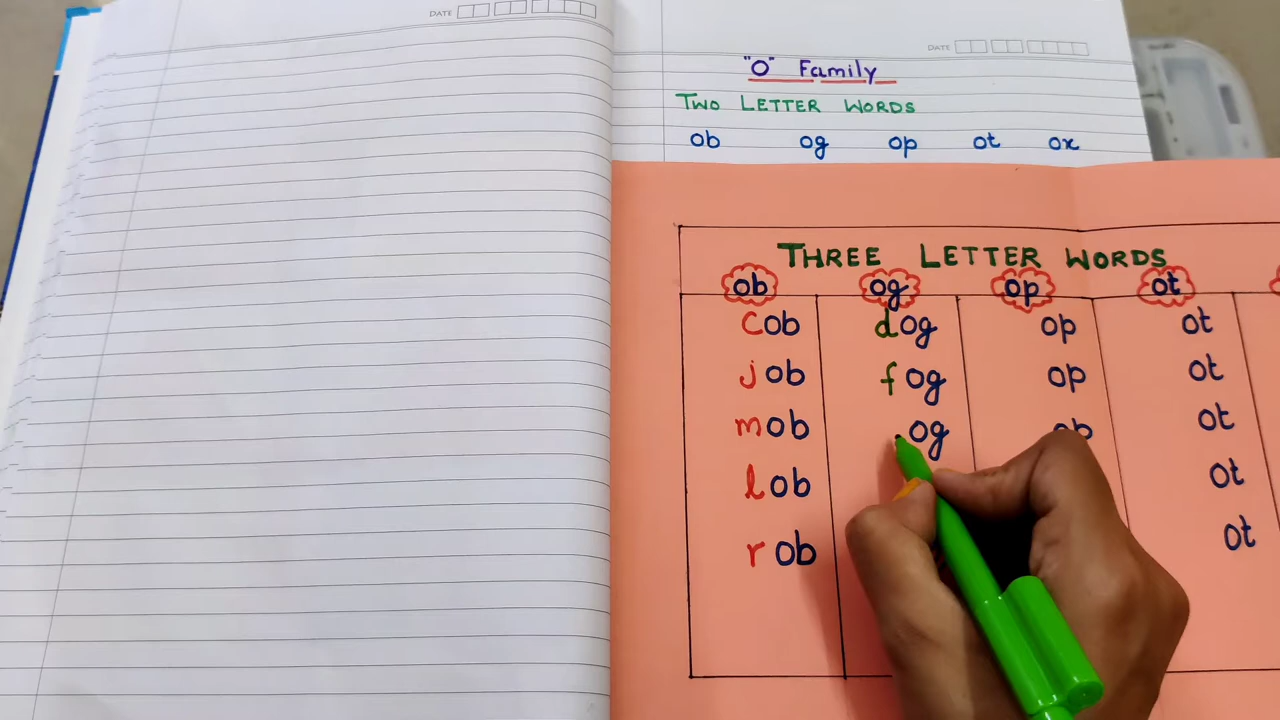 DATE
DATE
"O" Family
TWO LETTER WORDS
ob og op ot ox
THREE LETTER WORDS
ob og op ot
cob dog op ot
job fog op ot
mob og ot
lob ot
rob ot